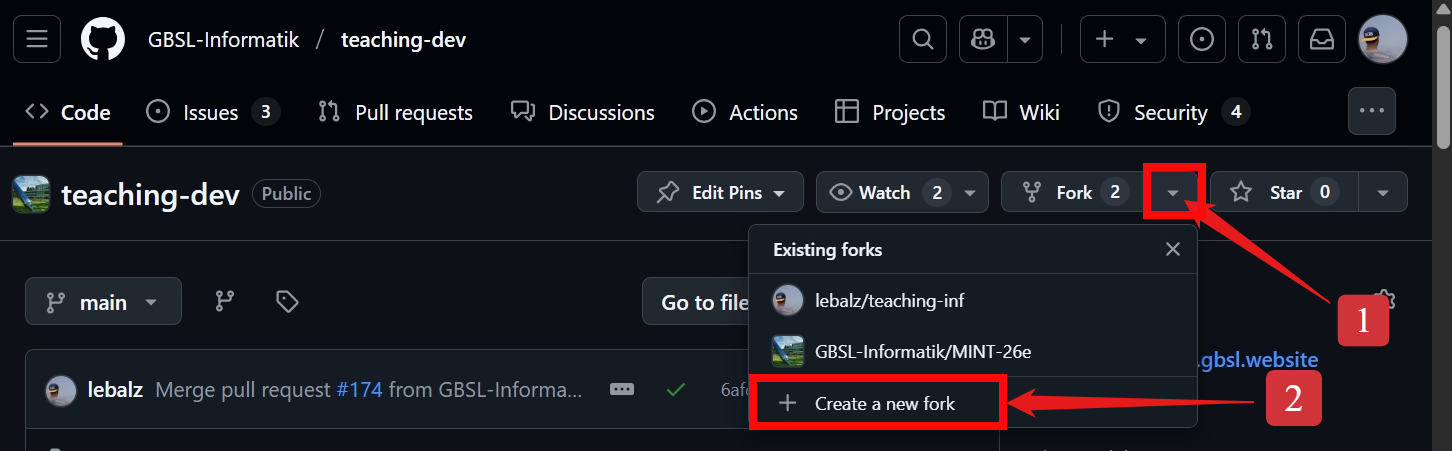 GBSL-Informatik / teaching-dev
Code Issues 3 Pull requests Discussions Actions Projects Wiki Security 4
teaching-dev Public Edit Pins Watch 2 Fork 2 Star 0
Existing forks
main Go to file lebalz/teaching-inf
1
GBSL-Informatik/MINT-26e
.gbsl.website
lebalz Merge pull request #174 from GBSL-Informa...
Create a new fork
2